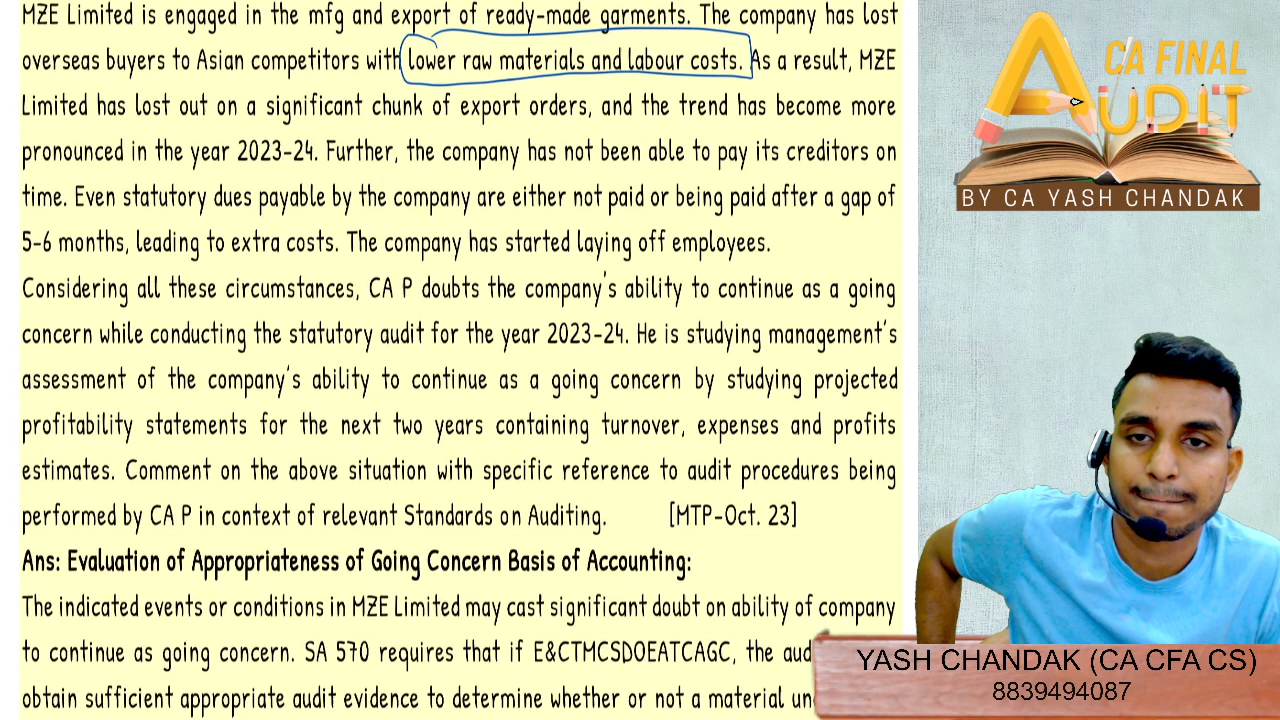 MZE Limited is engaged in the mfg and export of ready-made garments. The company has lost
overseas buyers to Asian competitors with lower raw materials and labour costs. As a result, MZE
Limited has lost out on a significant chunk of export orders, and the trend has become more
pronounced in the year 2023-24. Further, the company has not been able to pay its creditors on
time. Even statutory dues payable by the company are either not paid or being paid after a gap of
5-6 months, leading to extra costs. The company has started laying off employees.
Considering all these circumstances, CA P doubts the company's ability to continue as a going
concern while conducting the statutory audit for the year 2023-24. He is studying management's
assessment of the company's ability to continue as a going concern by studying projected
profitability statements for the next two years containing turnover, expenses and profits
estimates. Comment on the above situation with specific reference to audit procedures being
performed by CA P in context of relevant Standards on Auditing. [MTP-Oct. 23]
Ans: Evaluation of Appropriateness of Going Concern Basis of Accounting:
The indicated events or conditions in MZE Limited may cast significant doubt on ability of company
to continue as going concern. SA 570 requires that if E&CTMCSDOEATCAGC, the
obtain sufficient appropriate audit evidence to determine whether or not a material
CA FINAL
AUDIT
BY CA YASH CHANDAK
YASH CHANDAK (CA CFA CS)
8839494087